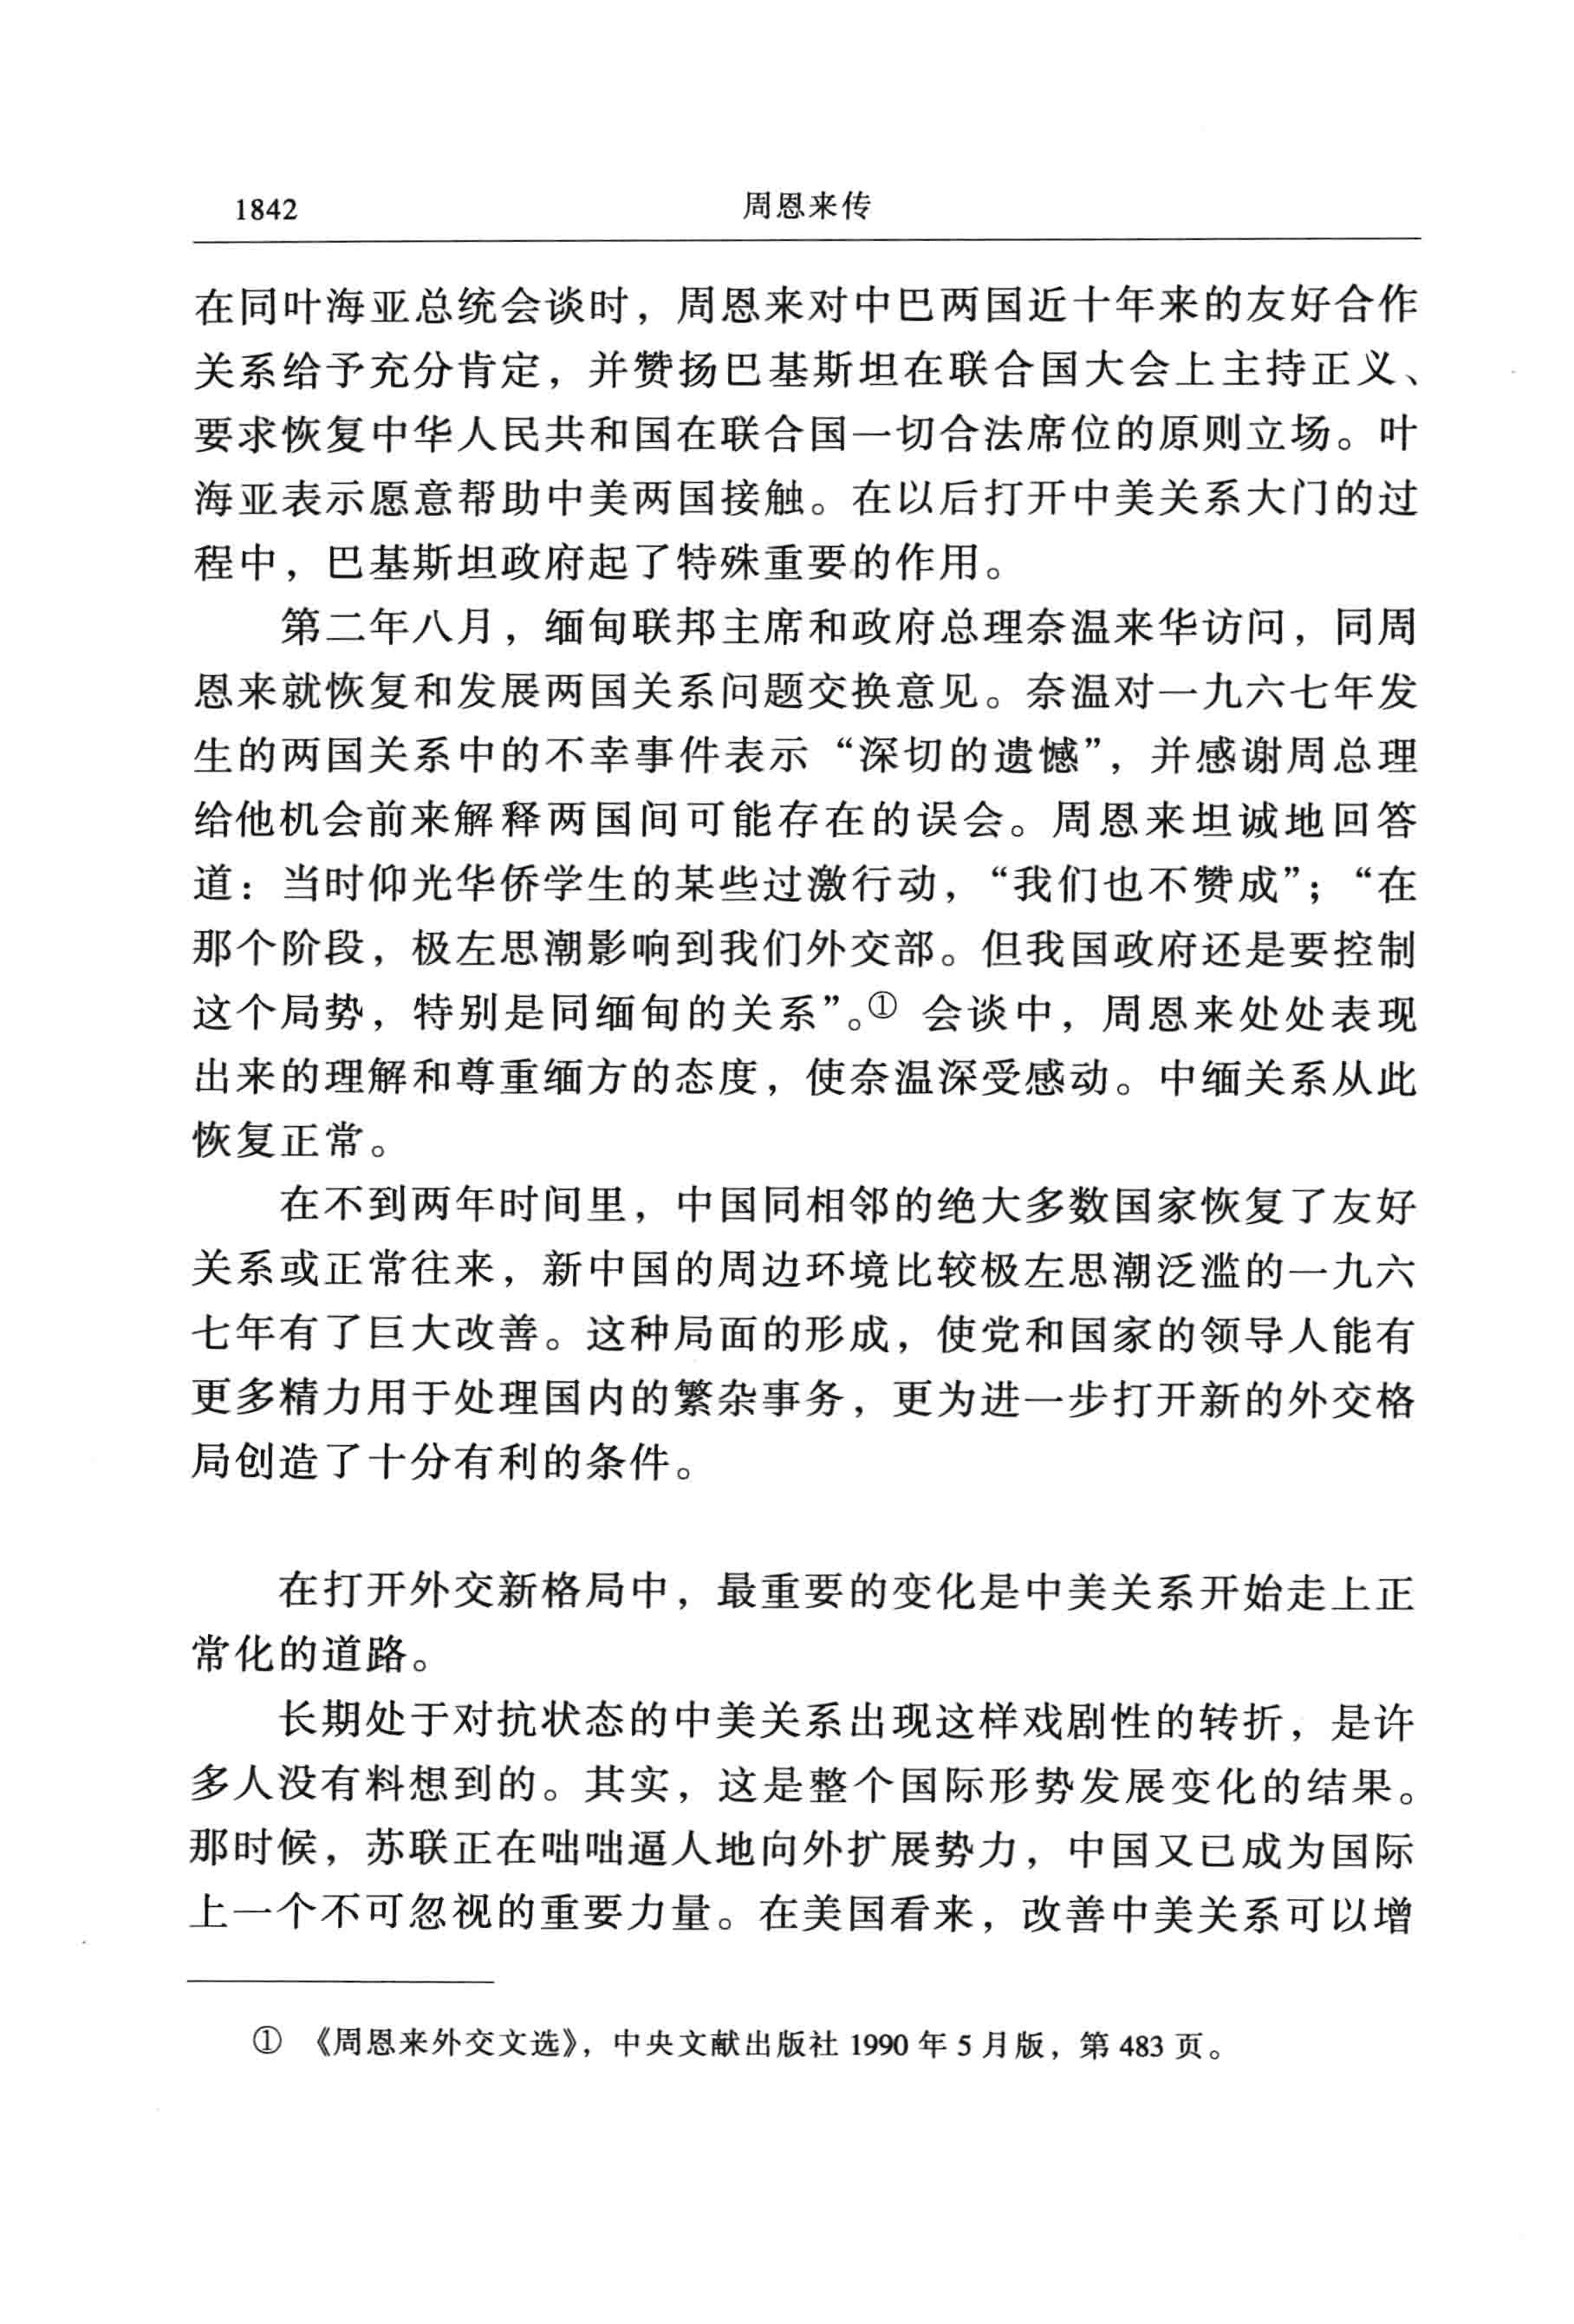 1842
周恩来传
在同叶海亚总统会谈时，周恩来对中巴两国近十年来的友好合作
关系给予充分肯定，并赞扬巴基斯坦在联合国大会上主持正义、
要求恢复中华人民共和国在联合国一切合法席位的原则立场。叶
海亚表示愿意帮助中美两国接触。在以后打开中美关系大门的过
程中，巴基斯坦政府起了特殊重要的作用。
第二年八月，缅甸联邦主席和政府总理奈温来华访问，同周
恩来就恢复和发展两国关系问题交换意见。奈温对一九六七年发
生的两国关系中的不幸事件表示“深切的遗憾”，并感谢周总理
给他机会前来解释两国间可能存在的误会。周恩来坦诚地回答
道：当时仰光华侨学生的某些过激行动，“我们也不赞成”；“在
那个阶段，极左思潮影响到我们外交部。但我国政府还是要控制
这个局势，特别是同缅甸的关系”。① 会谈中，周恩来处处表现
出来的理解和尊重缅方的态度，使奈温深受感动。中缅关系从此
恢复正常。
在不到两年时间里，中国同相邻的绝大多数国家恢复了友好
关系或正常往来，新中国的周边环境比较极左思潮泛滥的一九六
七年有了巨大改善。这种局面的形成，使党和国家的领导人能有
更多精力用于处理国内的繁杂事务，更为进一步打开新的外交格
局创造了十分有利的条件。
在打开外交新格局中，最重要的变化是中美关系开始走上正
常化的道路。
长期处于对抗状态的中美关系出现这样戏剧性的转折，是许
多人没有料想到的。其实，这是整个国际形势发展变化的结果。
那时候，苏联正在咄咄逼人地向外扩展势力，中国又已成为国际
上一个不可忽视的重要力量。在美国看来，改善中美关系可以增
① 《周恩来外交文选》，中央文献出版社 1990 年 5 月版，第 483 页。